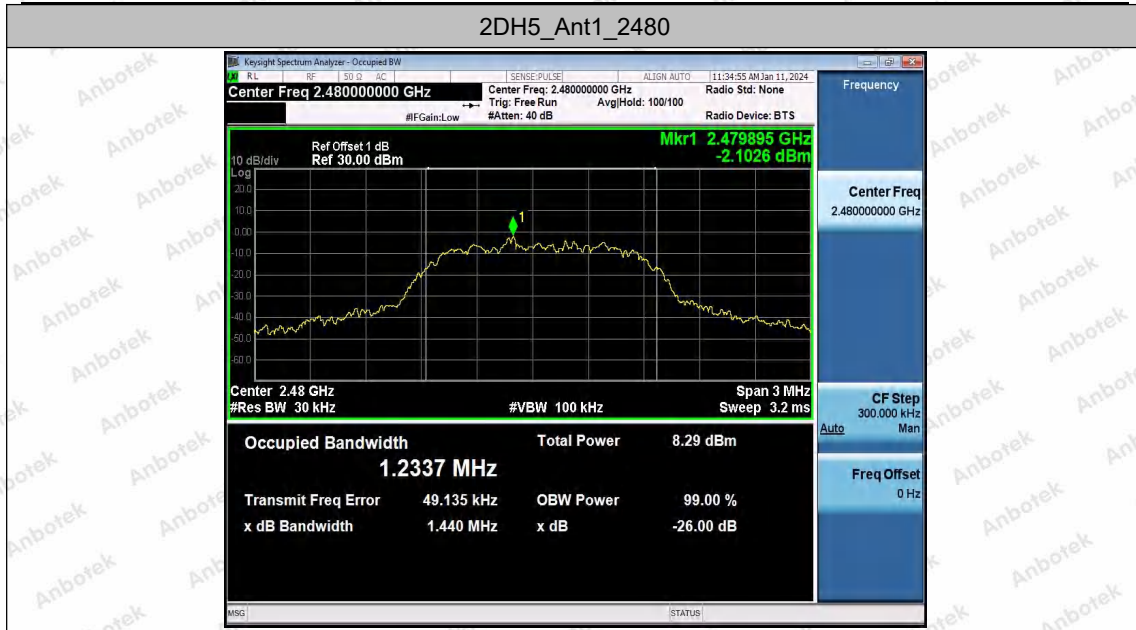 2DH5_Ant1_2480
Keysight Spectrum Analyzer - Occupied BW
LXI RL RF 50 Ω AC SENSE:PULSE ALIGN AUTO 11:34:55 AM Jan 11, 2024
Center Freq 2.480000000 GHz Center Freq: 2.480000000 GHz Radio Std: None Frequency
Trig: Free Run Avg|Hold: 100/100
#IFGain:Low #Atten: 40 dB Radio Device: BTS
Ref Offset 1 dB Mkr1 2.479895 GHz
10 dB/div Ref 30.00 dBm -2.1026 dBm
Log
20.0
10.0
0.00
-10.0
-20.0
-30.0
-40.0
-50.0
-60.0
1
Center Freq
2.480000000 GHz
Center 2.48 GHz Span 3 MHz
#Res BW 30 kHz #VBW 100 kHz Sweep 3.2 ms
CF Step
300.000 kHz
Auto Man
Occupied Bandwidth Total Power 8.29 dBm
1.2337 MHz
Freq Offset
0 Hz
Transmit Freq Error 49.135 kHz OBW Power 99.00 %
x dB Bandwidth 1.440 MHz x dB -26.00 dB
MSG STATUS
Anbotek